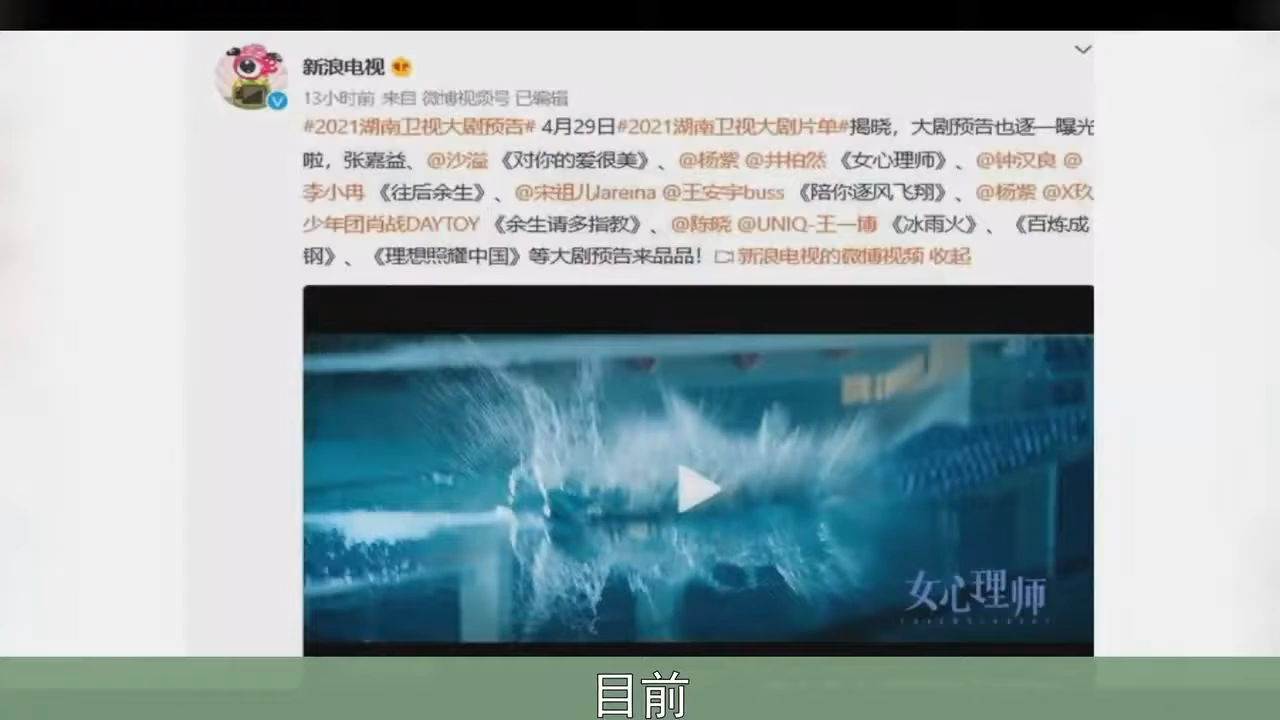 新浪电视
13小时前 来自 微博视频号 已编辑
#2021湖南卫视大剧预告# 4月29日#2021湖南卫视大剧片单#揭晓，大剧预告也逐一曝光
啦，张嘉益、@沙溢 《对你的爱很美》、@杨紫 @井柏然 《女心理师》、@钟汉良 @
李小冉 《往后余生》、@宋祖儿lareina @王安宇buss 《陪你逐风飞翔》、@杨紫 @X玖
少年团肖战DAYTOY 《余生请多指教》、@陈晓 @UNIQ-王一博 《冰雨火》、《百炼成
钢》、《理想照耀中国》等大剧预告来品品！ 新浪电视的微博视频 收起
女心理师
目前